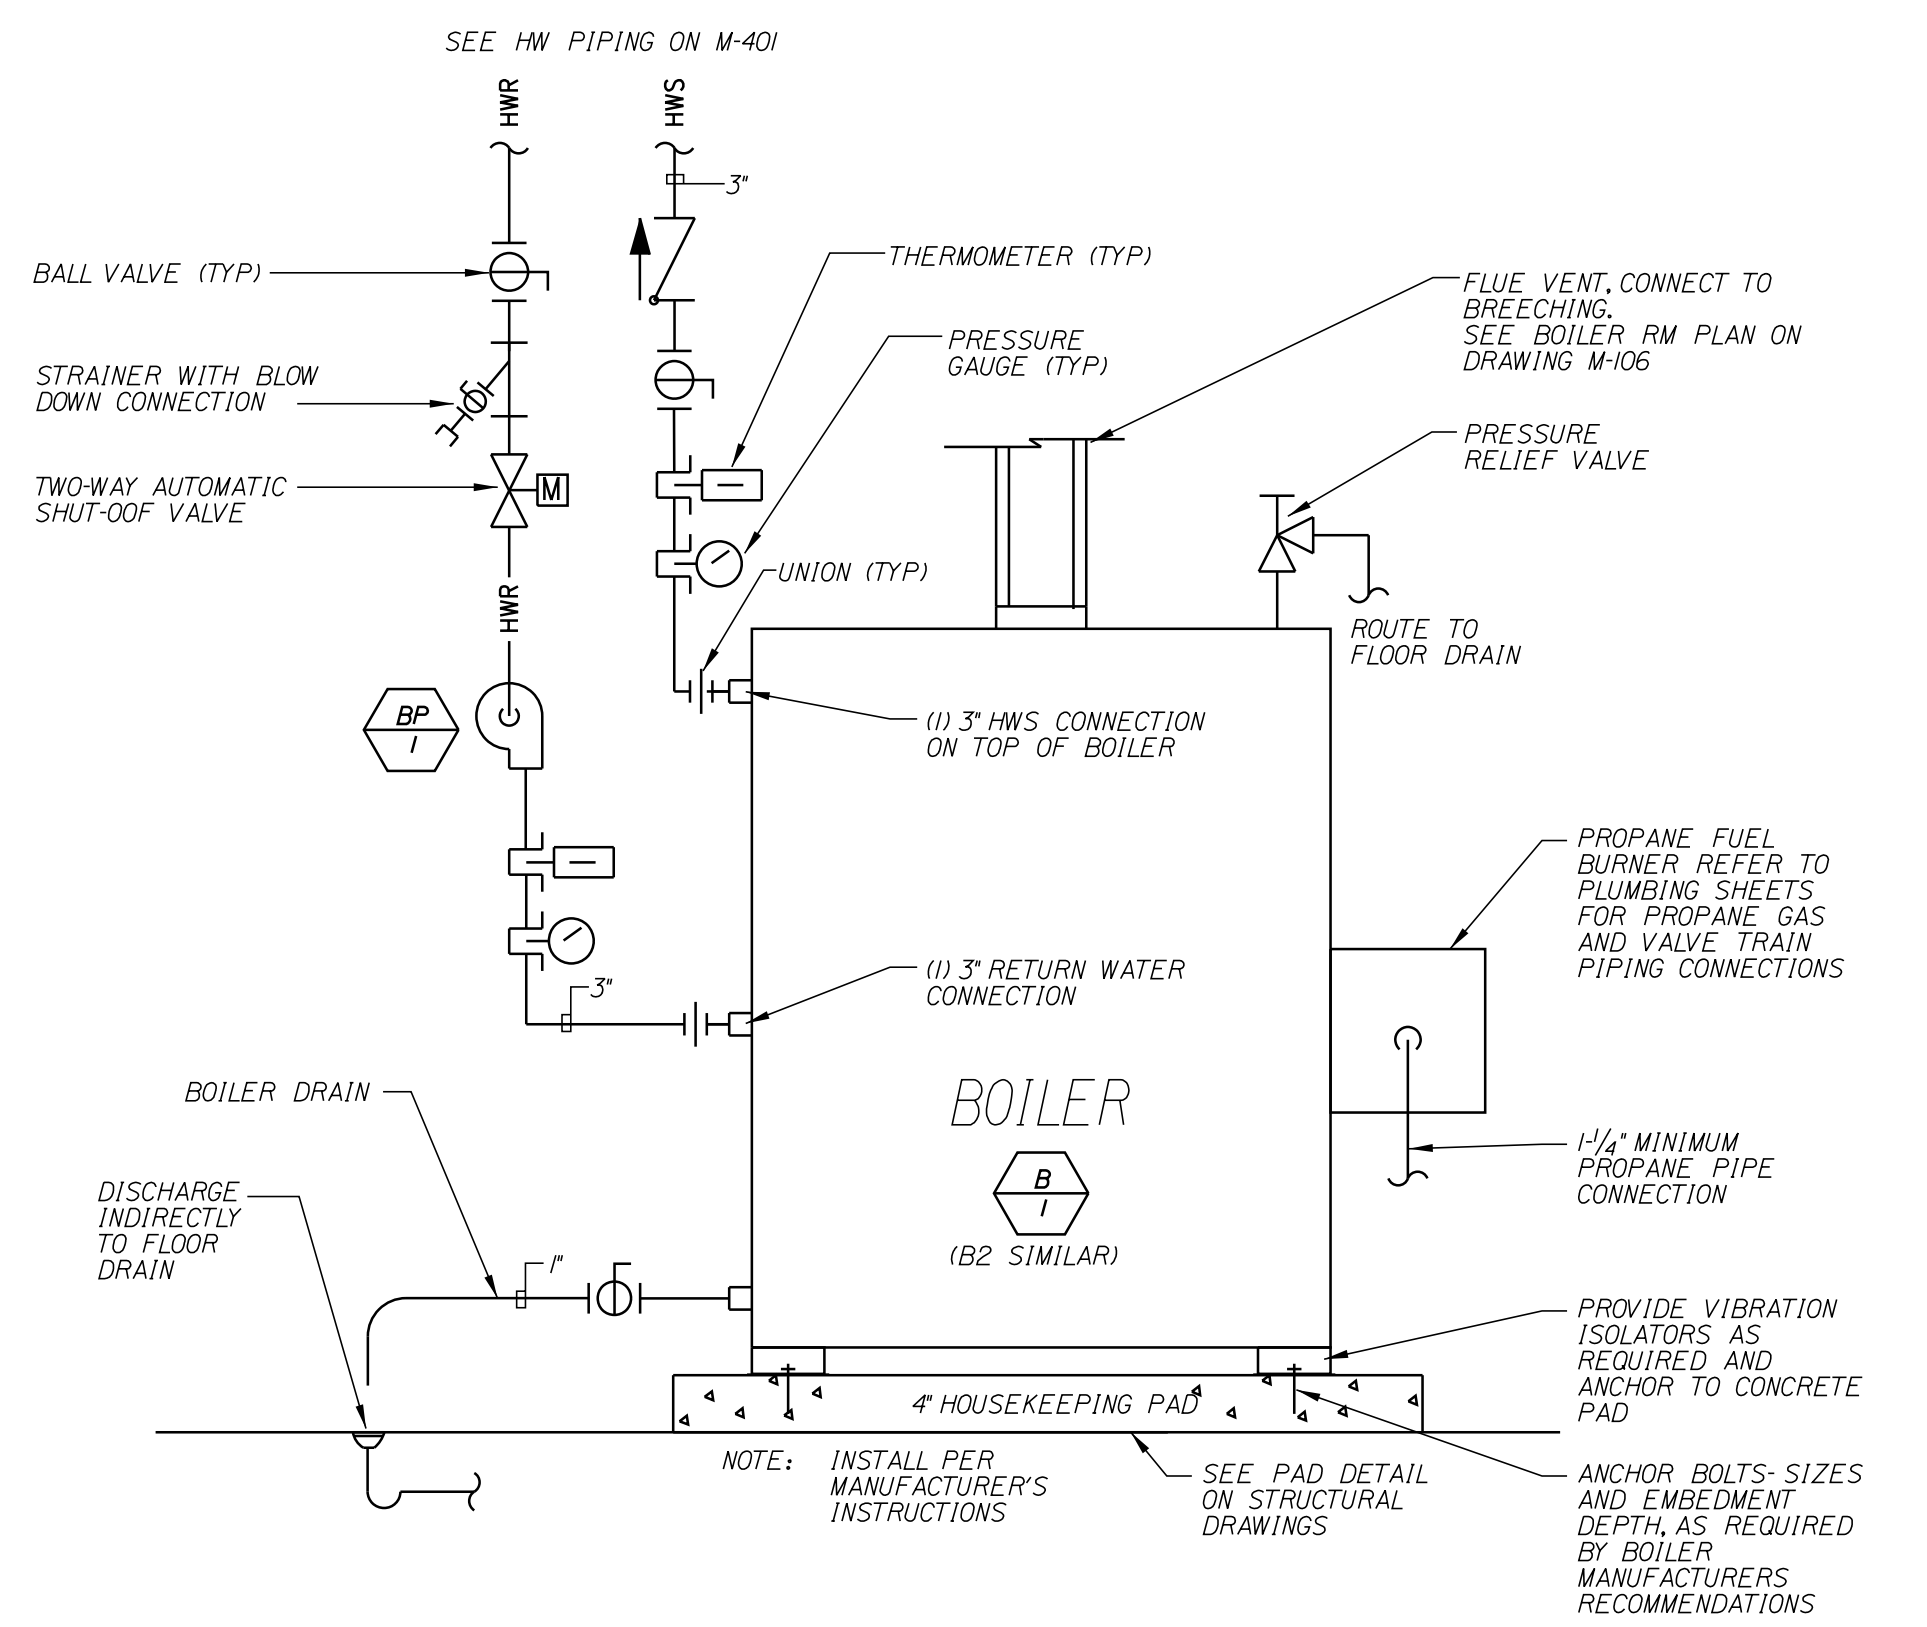 SEE HW PIPING ON M-401
HWR
HWS
3"
BALL VALVE (TYP)
THERMOMETER (TYP)
FLUE VENT, CONNECT TO
BREECHING.
SEE BOILER RM PLAN ON
DRAWING M-106
PRESSURE
GAUGE (TYP)
STRAINER WITH BLOW
DOWN CONNECTION
PRESSURE
RELIEF VALVE
TWO-WAY AUTOMATIC
SHUT-OOF VALVE
M
UNION (TYP)
HWR
ROUTE TO
FLOOR DRAIN
BP
1
(1) 3" HWS CONNECTION
ON TOP OF BOILER
PROPANE FUEL
BURNER REFER TO
PLUMBING SHEETS
FOR PROPANE GAS
AND VALVE TRAIN
PIPING CONNECTIONS
(1) 3" RETURN WATER
CONNECTION
3"
BOILER DRAIN
BOILER
B
1
(B2 SIMILAR)
1-1/4" MINIMUM
PROPANE PIPE
CONNECTION
DISCHARGE
INDIRECTLY
TO FLOOR
DRAIN
1"
PROVIDE VIBRATION
ISOLATORS AS
REQUIRED AND
ANCHOR TO CONCRETE
PAD
4" HOUSEKEEPING PAD
NOTE: INSTALL PER
MANUFACTURER'S
INSTRUCTIONS
SEE PAD DETAIL
ON STRUCTURAL
DRAWINGS
ANCHOR BOLTS- SIZES
AND EMBEDMENT
DEPTH, AS REQUIRED
BY BOILER
MANUFACTURERS
RECOMMENDATIONS